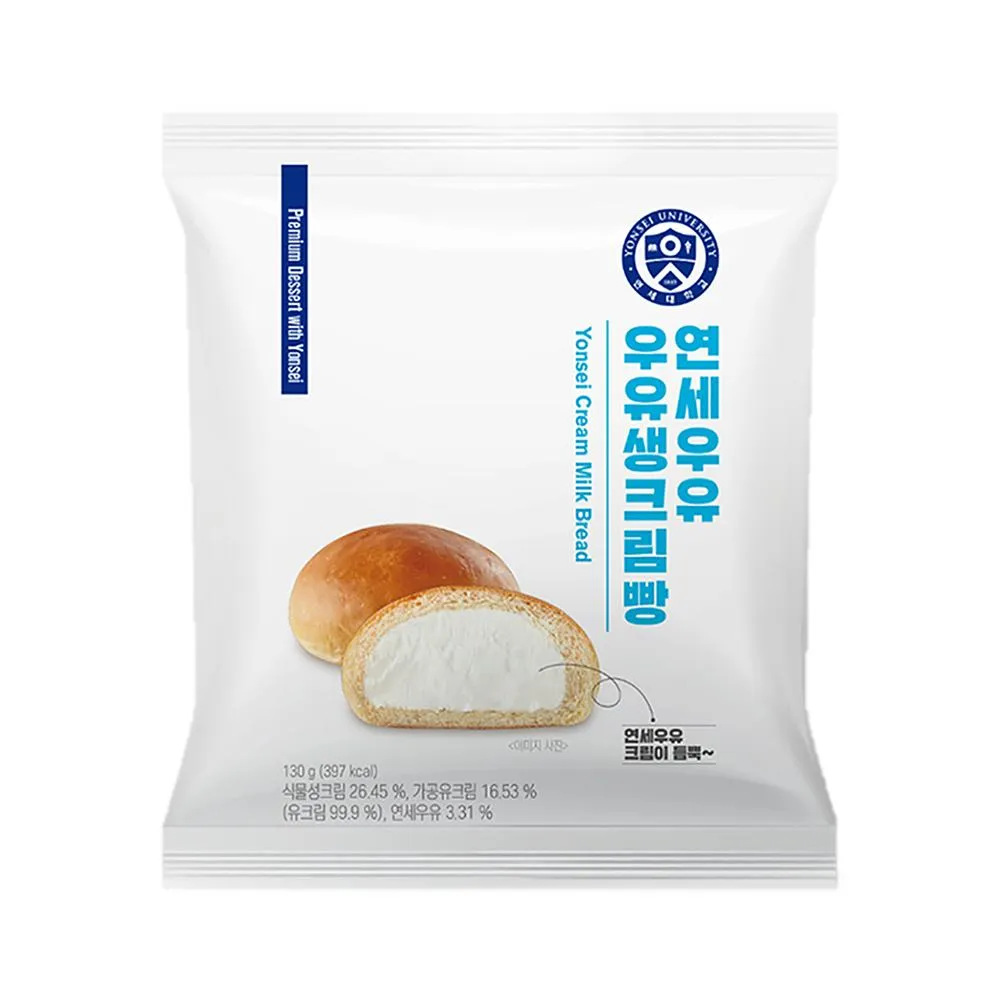 Premium Dessert with Yonsei
YONSEI UNIVERSITY
1885
연세대학교
연세우유
우유생크림빵
Yonsei Cream Milk Bread
연세우유
크림이 듬뿍~
<이미지 사진>
130 g (397 kcal)
식물성크림 26.45 %, 가공유크림 16.53 %
(유크림 99.9 %), 연세우유 3.31 %